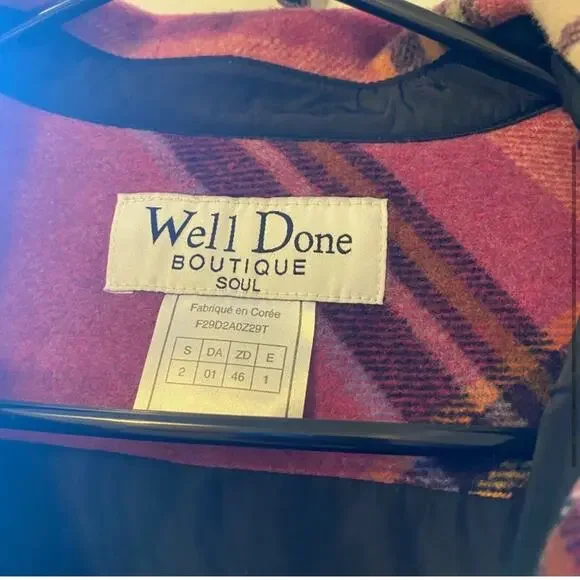 Well Done
BOUTIQUE
SOUL
Fabriqué en Corée
F29D2A0Z29T
S DA ZD E
2 01 46 1